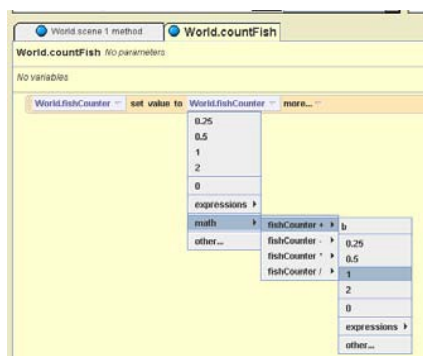 World.scene 1 method World.countFish
World.countFish No parameters
No variables
World.fishCounter set value to World.fishCounter more...
0.25
0.5
1
2
0
expressions
math
other...
fishCounter +
fishCounter -
fishCounter *
fishCounter /
b
0.25
0.5
1
2
0
expressions
other...